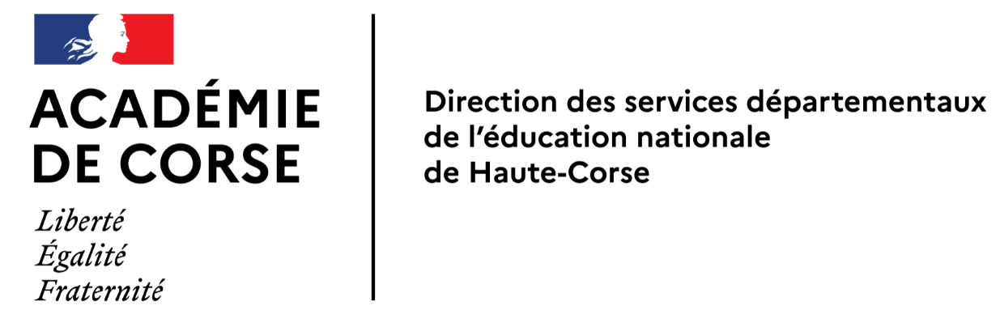 ACADÉMIE
DE CORSE
Liberté
Égalité
Fraternité
Direction des services départementaux
de l’éducation nationale
de Haute-Corse